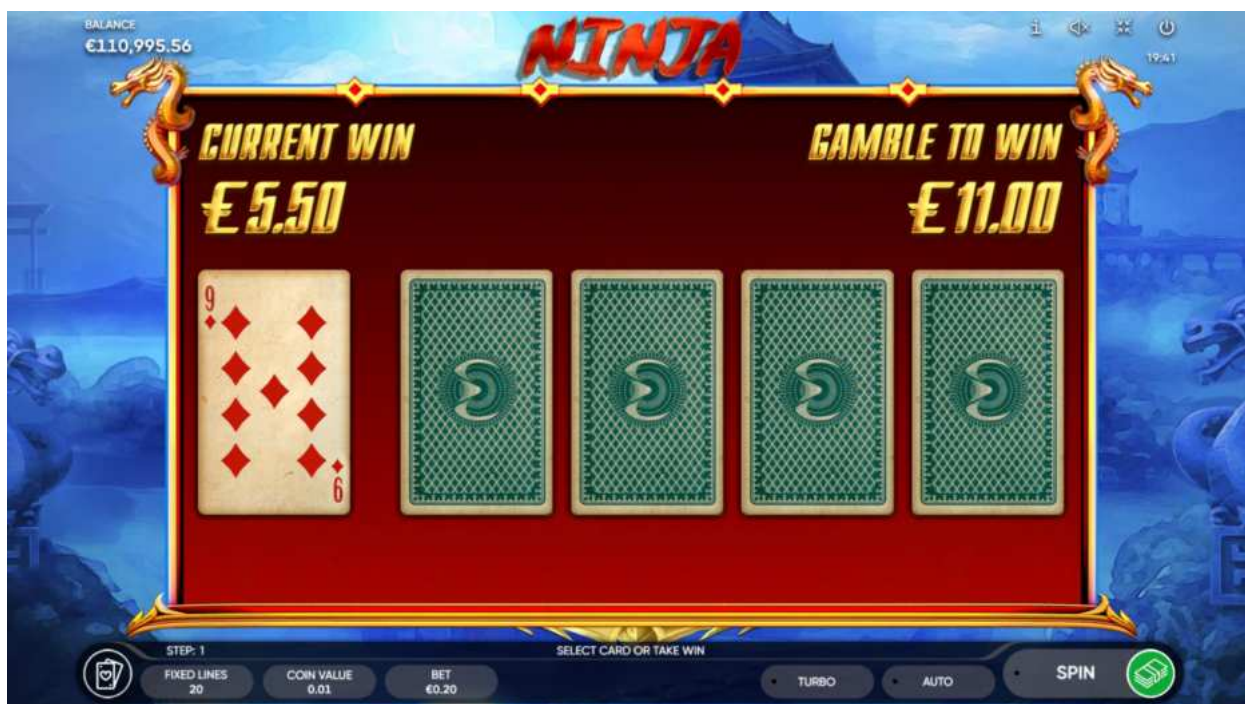 BALANCE
€110,995.56
NINJA
19:41
CURRENT WIN
€5.50
GAMBLE TO WIN
€11.00
9
9
STEP: 1
SELECT CARD OR TAKE WIN
FIXED LINES
20
COIN VALUE
0.01
BET
€0.20
TURBO
AUTO
SPIN